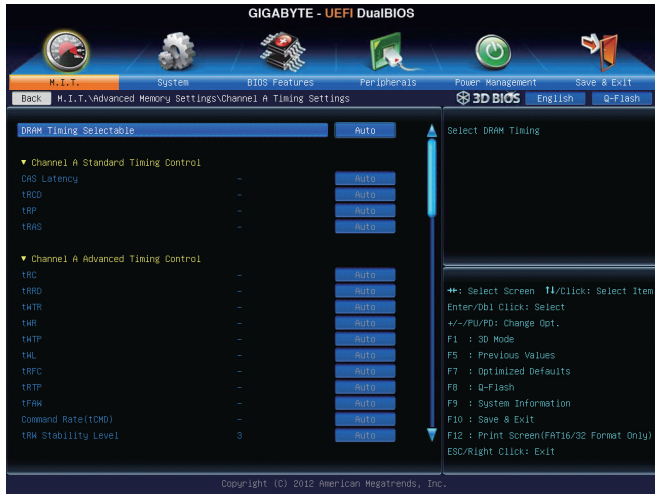 GIGABYTE - UEFI DualBIOS
M.I.T. System BIOS Features Peripherals Power Management Save & Exit
Back M.I.T.\Advanced Memory Settings\Channel A Timing Settings 3D BIOS English Q-Flash
DRAM Timing Selectable Auto Select DRAM Timing
▼ Channel A Standard Timing Control
CAS Latency - Auto
tRCD - Auto
tRP - Auto
tRAS - Auto
▼ Channel A Advanced Timing Control
tRC - Auto
tRRD - Auto
tWTR - Auto
tWR - Auto
tWTP - Auto
tWL - Auto
tRFC - Auto
tRTP - Auto
tFAW - Auto
Command Rate(tCMD) - Auto
tRW Stability Level 3 Auto
→←: Select Screen ↑↓/Click: Select Item
Enter/Dbl Click: Select
+/-/PU/PD: Change Opt.
F1 : 3D Mode
F5 : Previous Values
F7 : Optimized Defaults
F8 : Q-Flash
F9 : System Information
F10 : Save & Exit
F12 : Print Screen(FAT16/32 Format Only)
ESC/Right Click: Exit
Copyright (C) 2012 American Megatrends, Inc.